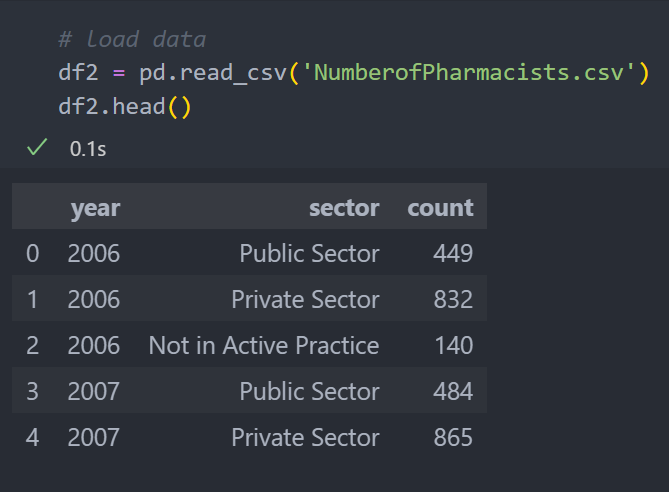 # load data
df2 = pd.read_csv('NumberofPharmacists.csv')
df2.head()
0.1s
year sector count
0 2006 Public Sector 449
1 2006 Private Sector 832
2 2006 Not in Active Practice 140
3 2007 Public Sector 484
4 2007 Private Sector 865